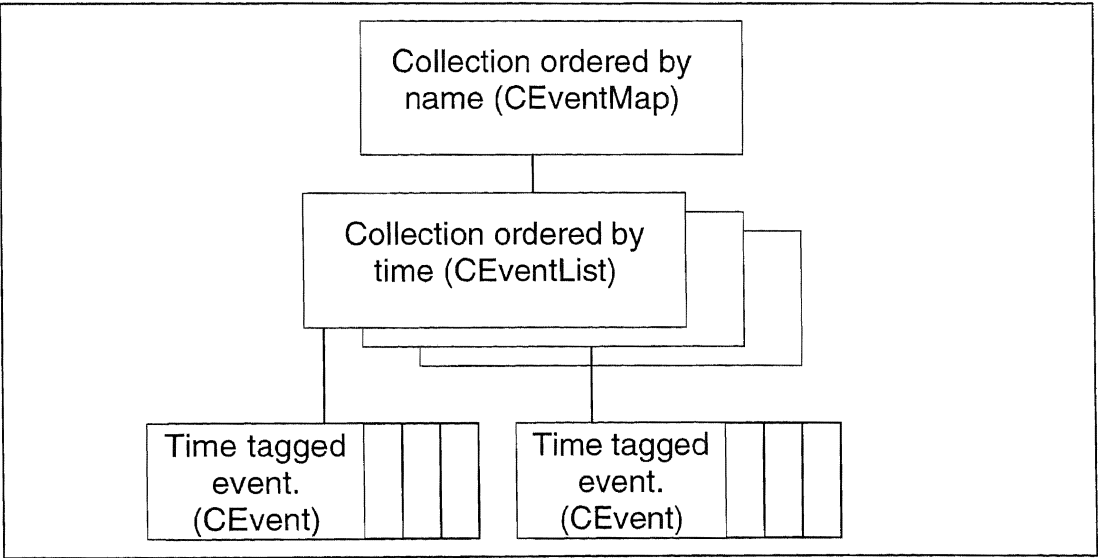 Collection ordered by
name (CEventMap)
Collection ordered by
time (CEventList)
Time tagged
event.
(CEvent)
Time tagged
event.
(CEvent)